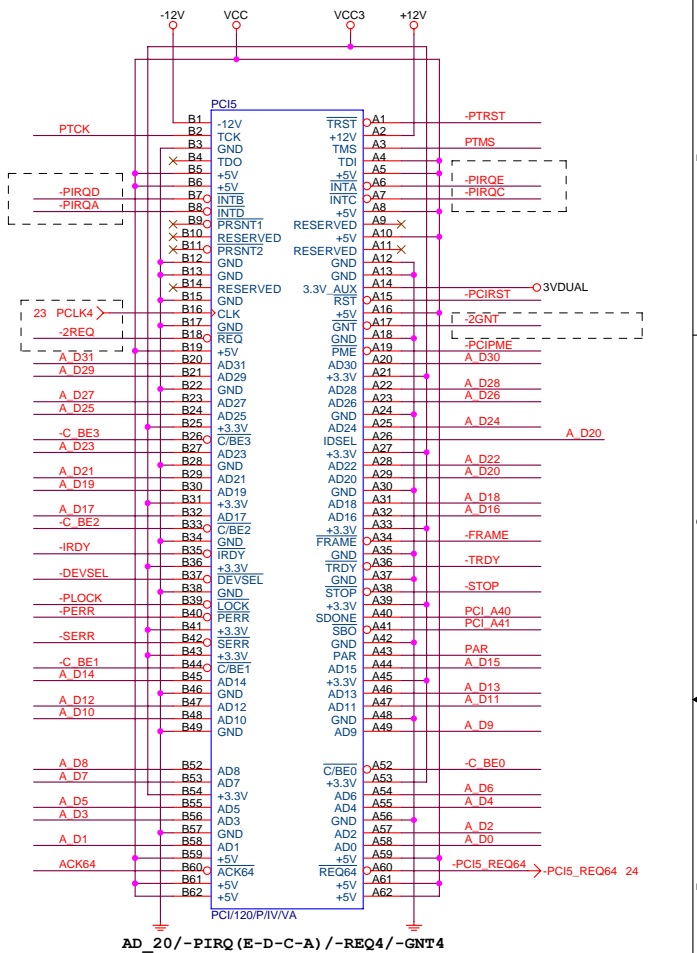 -12V VCC VCC3 +12V
PCI5
B1 -12V TRST A1 -PTRST
PTCK B2 TCK +12V A2
B3 GND TMS A3 PTMS
B4 TDO TDI A4
B5 +5V +5V A5
B6 +5V INTA A6 -PIRQE
-PIRQD B7 INTB INTC A7 -PIRQC
-PIRQA B8 INTD +5V A8
B9 PRSNT1 RESERVED A9
B10 RESERVED +5V A10
B11 PRSNT2 RESERVED A11
B12 GND GND A12
B13 GND GND A13
B14 RESERVED 3.3V_AUX A14 3VDUAL
B15 GND RST A15 -PCIRST
23 PCLK4 B16 CLK +5V A16
B17 GND GNT A17 -2GNT
-2REQ B18 REQ GND A18
B19 +5V PME A19 -PCIPME
A_D31 B20 AD31 AD30 A20 A_D30
A_D29 B21 AD29 +3.3V A21
B22 GND AD28 A22 A_D28
A_D27 B23 AD27 AD26 A23 A_D26
A_D25 B24 AD25 GND A24
B25 +3.3V AD24 A25 A_D24
-C_BE3 B26 C/BE3 IDSEL A26 A_D20
A_D23 B27 AD23 +3.3V A27
B28 GND AD22 A28 A_D22
A_D21 B29 AD21 AD20 A29 A_D20
A_D19 B30 AD19 GND A30
B31 +3.3V AD18 A31 A_D18
A_D17 B32 AD17 AD16 A32 A_D16
-C_BE2 B33 C/BE2 +3.3V A33
B34 GND FRAME A34 -FRAME
-IRDY B35 IRDY GND A35
B36 +3.3V TRDY A36 -TRDY
-DEVSEL B37 DEVSEL GND A37
B38 GND STOP A38 -STOP
-PLOCK B39 LOCK +3.3V A39
-PERR B40 PERR SDONE A40 PCI_A40
B41 +3.3V SBO A41 PCI_A41
-SERR B42 SERR GND A42
B43 +3.3V PAR A43 PAR
-C_BE1 B44 C/BE1 AD15 A44 A_D15
A_D14 B45 AD14 +3.3V A45
B46 GND AD13 A46 A_D13
A_D12 B47 AD12 AD11 A47 A_D11
A_D10 B48 AD10 GND A48
B49 GND AD9 A49 A_D9
A_D8 B52 AD8 C/BE0 A52 -C_BE0
A_D7 B53 AD7 +3.3V A53
B54 +3.3V AD6 A54 A_D6
A_D5 B55 AD5 AD4 A55 A_D4
A_D3 B56 AD3 GND A56
B57 GND AD2 A57 A_D2
A_D1 B58 AD1 AD0 A58 A_D0
B59 +5V +5V A59
ACK64 B60 ACK64 REQ64 A60 -PCI5_REQ64 -PCI5_REQ64 24
B61 +5V +5V A61
B62 +5V +5V A62
PCI/120/P/IV/VA
AD_20/-PIRQ(E-D-C-A)/-REQ4/-GNT4